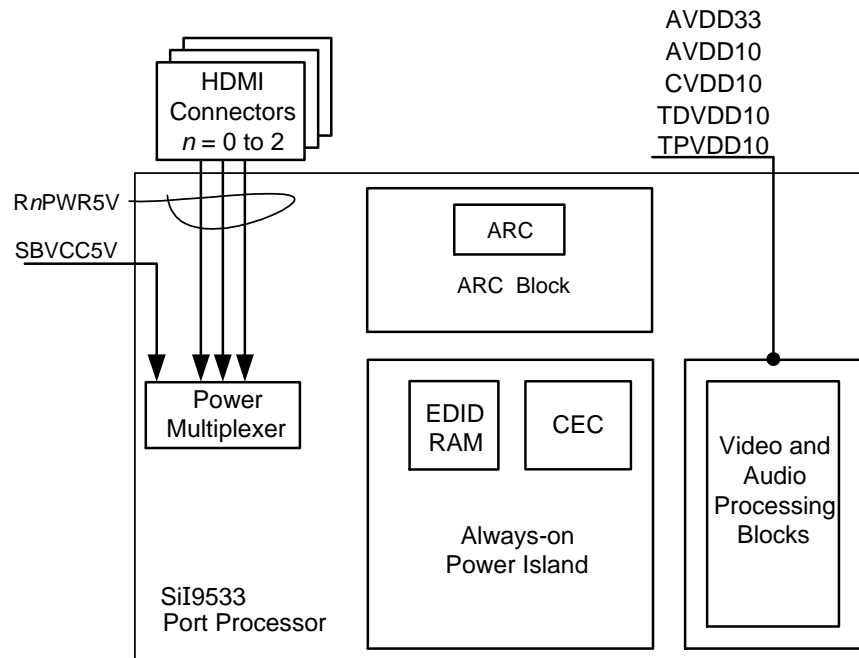 AVDD33
AVDD10
CVDD10
TDVDD10
TPVDD10
HDMI
Connectors
n = 0 to 2
RnPWR5V
SBVCC5V
ARC
ARC Block
Power
Multiplexer
EDID
RAM
CEC
Always-on
Power Island
Video and
Audio
Processing
Blocks
SiI9533
Port Processor